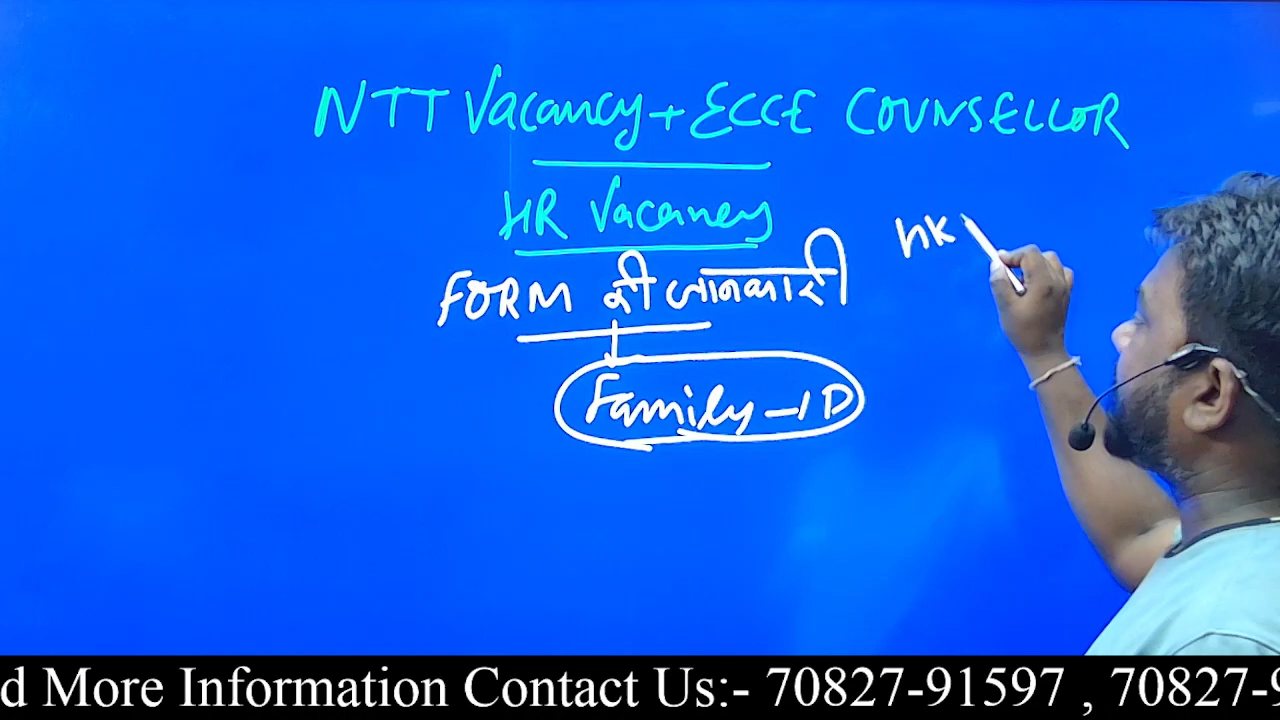 NTT Vacancy + ECCE COUNSELLOR
HR Vacancy
FORM की जानकारी
Family-ID
HK
d More Information Contact Us:- 70827-91597 , 70827-9